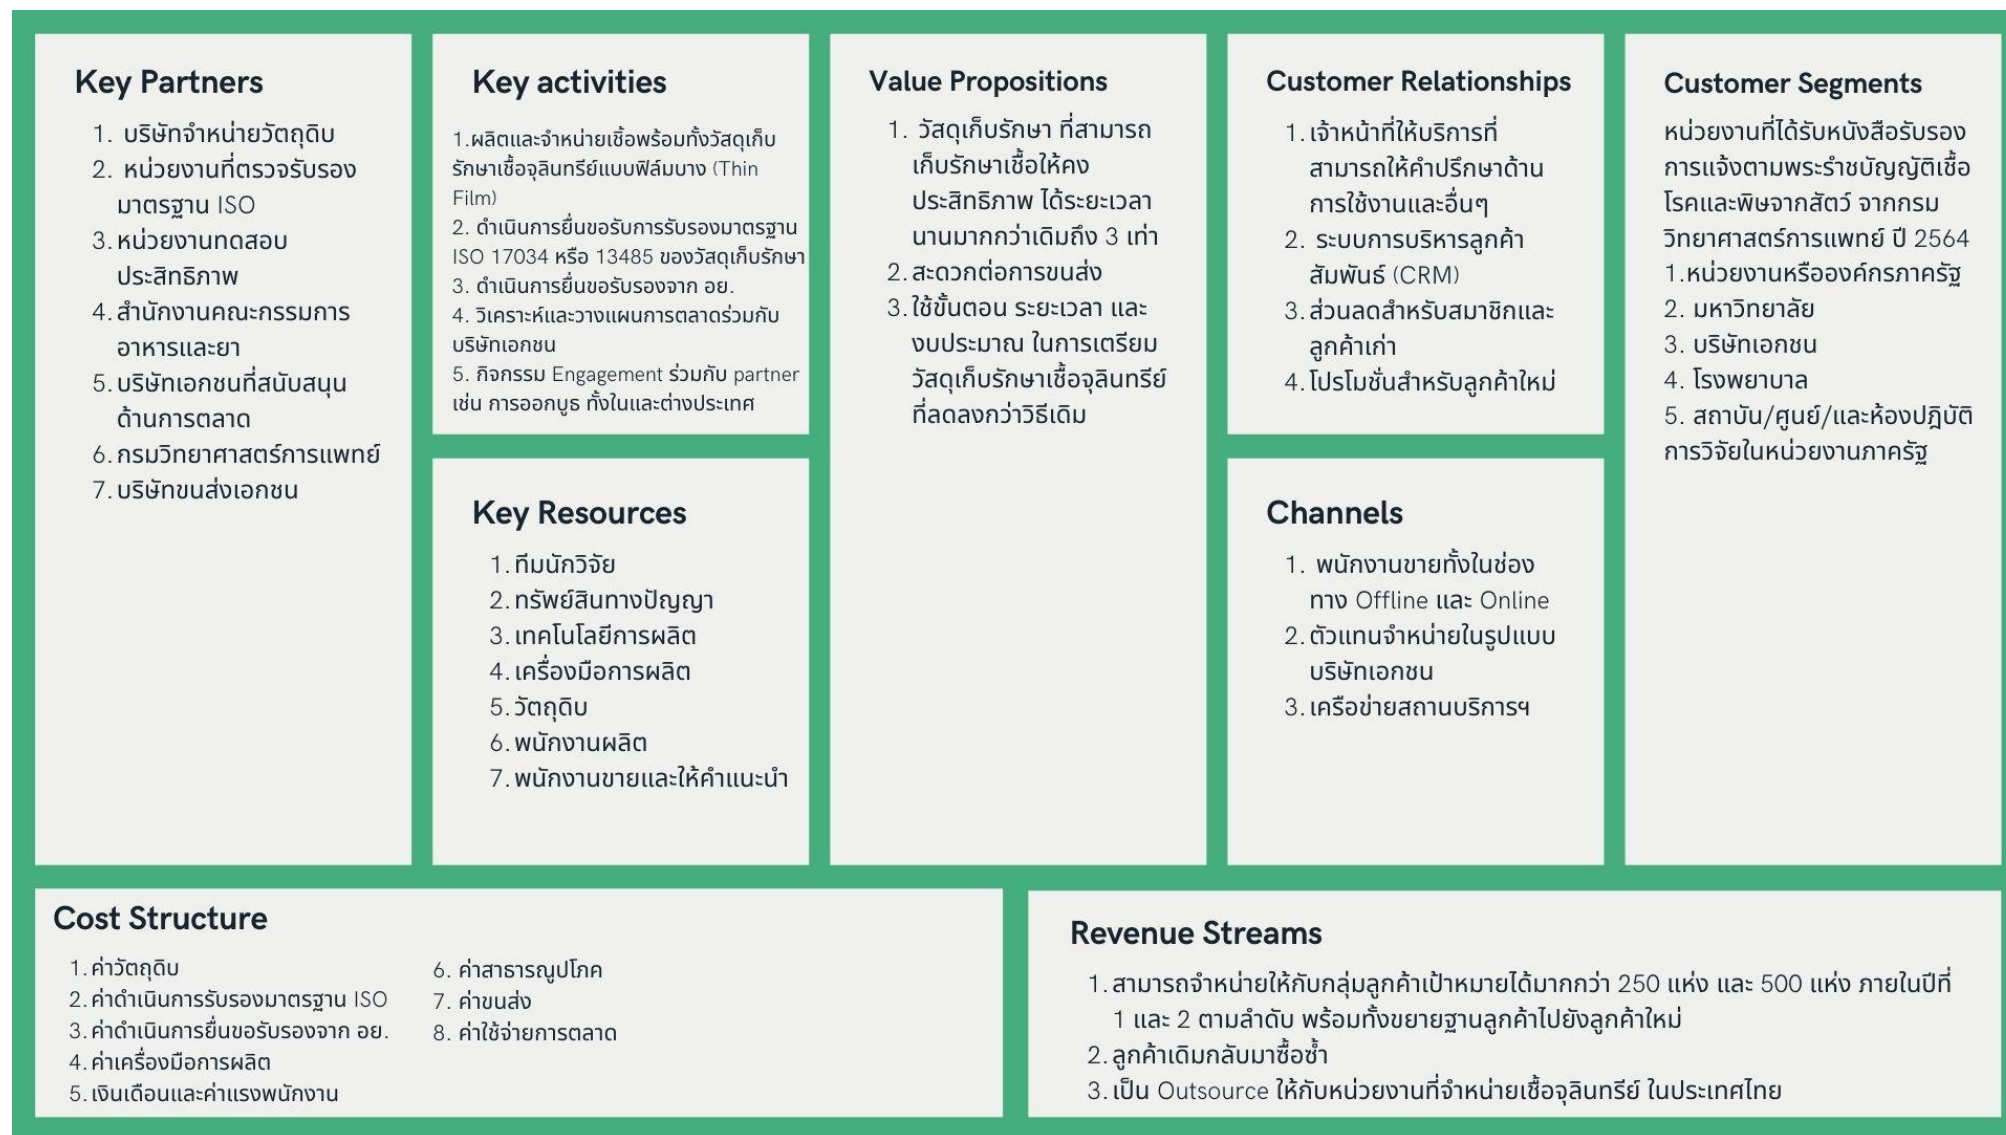 Key Partners
1. บริษัทจำหน่ายวัตถุดิบ
2. หน่วยงานที่ตรวจรับรอง
มาตรฐาน ISO
3. หน่วยงานทดสอบ
ประสิทธิภาพ
4. สำนักงานคณะกรรมการ
อาหารและยา
5. บริษัทเอกชนที่สนับสนุน
ด้านการตลาด
6. กรมวิทยาศาสตร์การแพทย์
7. บริษัทขนส่งเอกชน
Key activities
1.ผลิตและจำหน่ายเชื้อพร้อมทั้งวัสดุเก็บ
รักษาเชื้อจุลินทรีย์แบบฟิล์มบาง (Thin
Film)
2. ดำเนินการยื่นขอรับการรับรองมาตรฐาน
ISO 17034 หรือ 13485 ของวัสดุเก็บรักษา
3. ดำเนินการยื่นขอรับรองจาก อย.
4. วิเคราะห์และวางแผนการตลาดร่วมกับ
บริษัทเอกชน
5. กิจกรรม Engagement ร่วมกับ partner
เช่น การออกบูธ ทั้งในและต่างประเทศ
Key Resources
1. ทีมนักวิจัย
2. ทรัพย์สินทางปัญญา
3. เทคโนโลยีการผลิต
4. เครื่องมือการผลิต
5. วัตถุดิบ
6. พนักงานผลิต
7. พนักงานขายและให้คำแนะนำ
Value Propositions
1. วัสดุเก็บรักษา ที่สามารถ
เก็บรักษาเชื้อให้คง
ประสิทธิภาพ ได้ระยะเวลา
นานมากกว่าเดิมถึง 3 เท่า
2. สะดวกต่อการขนส่ง
3. ใช้ขั้นตอน ระยะเวลา และ
งบประมาณ ในการเตรียม
วัสดุเก็บรักษาเชื้อจุลินทรีย์
ที่ลดลงกว่าวิธีเดิม
Customer Relationships
1. เจ้าหน้าที่ให้บริการที่
สามารถให้คำปรึกษาด้าน
การใช้งานและอื่นๆ
2. ระบบการบริหารลูกค้า
สัมพันธ์ (CRM)
3. ส่วนลดสำหรับสมาชิกและ
ลูกค้าเก่า
4. โปรโมชั่นสำหรับลูกค้าใหม่
Channels
1. พนักงานขายทั้งในช่อง
ทาง Offline และ Online
2. ตัวแทนจำหน่ายในรูปแบบ
บริษัทเอกชน
3. เครือข่ายสถานบริการฯ
Customer Segments
หน่วยงานที่ได้รับหนังสือรับรอง
การแจ้งตามพระรำชบัญญัติเชื้อ
โรคและพิษจากสัตว์ จากกรม
วิทยาศาสตร์การแพทย์ ปี 2564
1.หน่วยงานหรือองค์กรภาครัฐ
2. มหาวิทยาลัย
3. บริษัทเอกชน
4. โรงพยาบาล
5. สถาบัน/ศูนย์/และห้องปฎิบัติ
การวิจัยในหน่วยงานภาครัฐ
Cost Structure
1. ค่าวัตถุดิบ
2. ค่าดำเนินการรับรองมาตรฐาน ISO
3. ค่าดำเนินการยื่นขอรับรองจาก อย.
4. ค่าเครื่องมือการผลิต
5. เงินเดือนและค่าแรงพนักงาน
6. ค่าสาธารณูปโภค
7. ค่าขนส่ง
8. ค่าใช้จ่ายการตลาด
Revenue Streams
1. สามารถจำหน่ายให้กับกลุ่มลูกค้าเป้าหมายได้มากกว่า 250 แห่ง และ 500 แห่ง ภายในปีที่
1 และ 2 ตามลำดับ พร้อมทั้งขยายฐานลูกค้าไปยังลูกค้าใหม่
2. ลูกค้าเดิมกลับมาซื้อซ้ำ
3. เป็น Outsource ให้กับหน่วยงานที่จำหน่ายเชื้อจุลินทรีย์ ในประเทศไทย